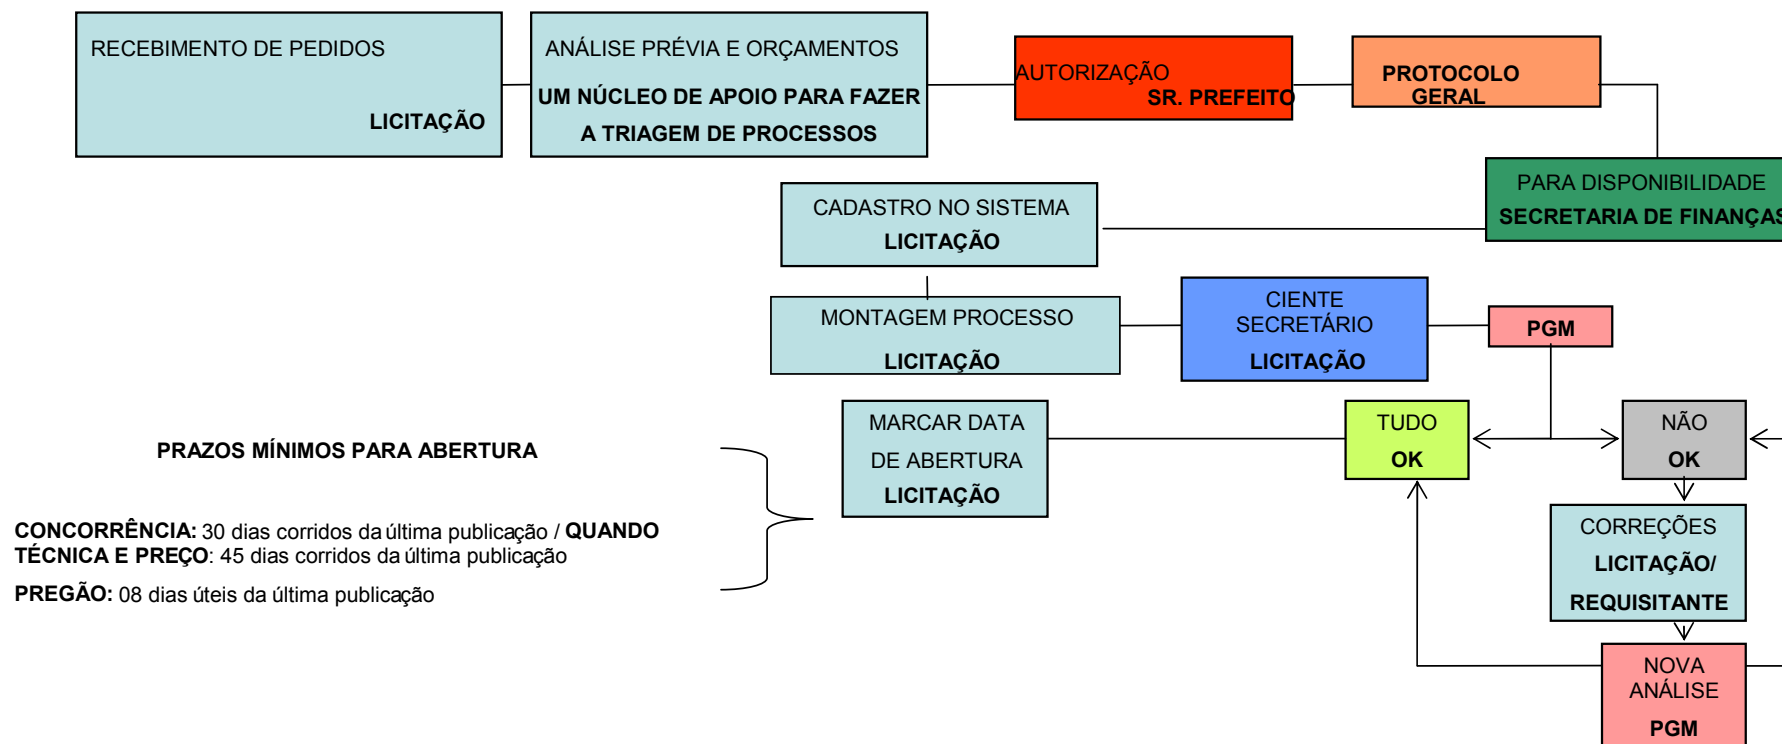 RECEBIMENTO DE PEDIDOS
LICITAÇÃO
ANÁLISE PRÉVIA E ORÇAMENTOS
UM NÚCLEO DE APOIO PARA FAZER
A TRIAGEM DE PROCESSOS
AUTORIZAÇÃO
SR. PREFEITO
PROTOCOLO
GERAL
PARA DISPONIBILIDADE
SECRETARIA DE FINANÇAS
CADASTRO NO SISTEMA
LICITAÇÃO
MONTAGEM PROCESSO
LICITAÇÃO
CIENTE
SECRETÁRIO
LICITAÇÃO
PGM
TUDO
OK
NÃO
OK
MARCAR DATA
DE ABERTURA
LICITAÇÃO
PRAZOS MÍNIMOS PARA ABERTURA
CONCORRÊNCIA: 30 dias corridos da última publicação / QUANDO
TÉCNICA E PREÇO: 45 dias corridos da última publicação
PREGÃO: 08 dias úteis da última publicação
CORREÇÕES
LICITAÇÃO/
REQUISITANTE
NOVA
ANÁLISE
PGM